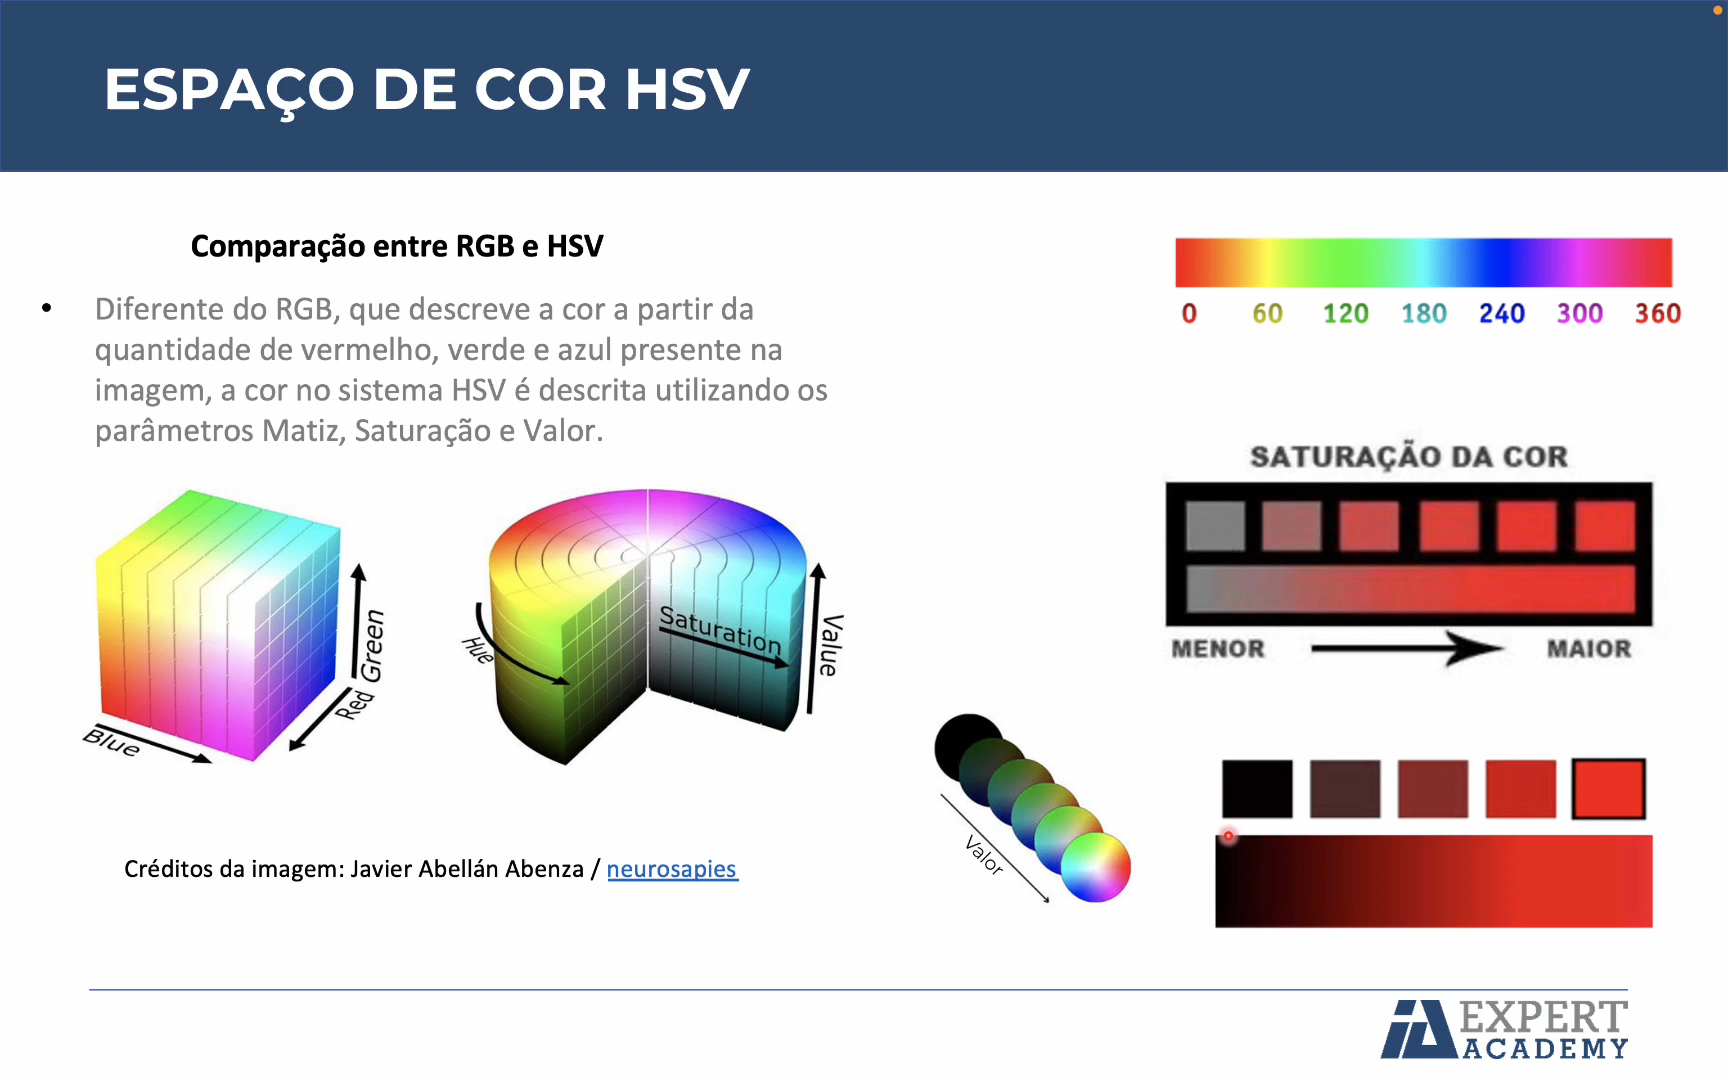 ESPAÇO DE COR HSV
Comparação entre RGB e HSV
• Diferente do RGB, que descreve a cor a partir da
quantidade de vermelho, verde e azul presente na
imagem, a cor no sistema HSV é descrita utilizando os
parâmetros Matiz, Saturação e Valor.
Blue
Red
Green
Hue
Saturation
Value
Créditos da imagem: Javier Abellán Abenza / neurosapies
0 60 120 180 240 300 360
SATURAÇÃO DA COR
MENOR MAIOR
Valor
IA EXPERT
ACADEMY